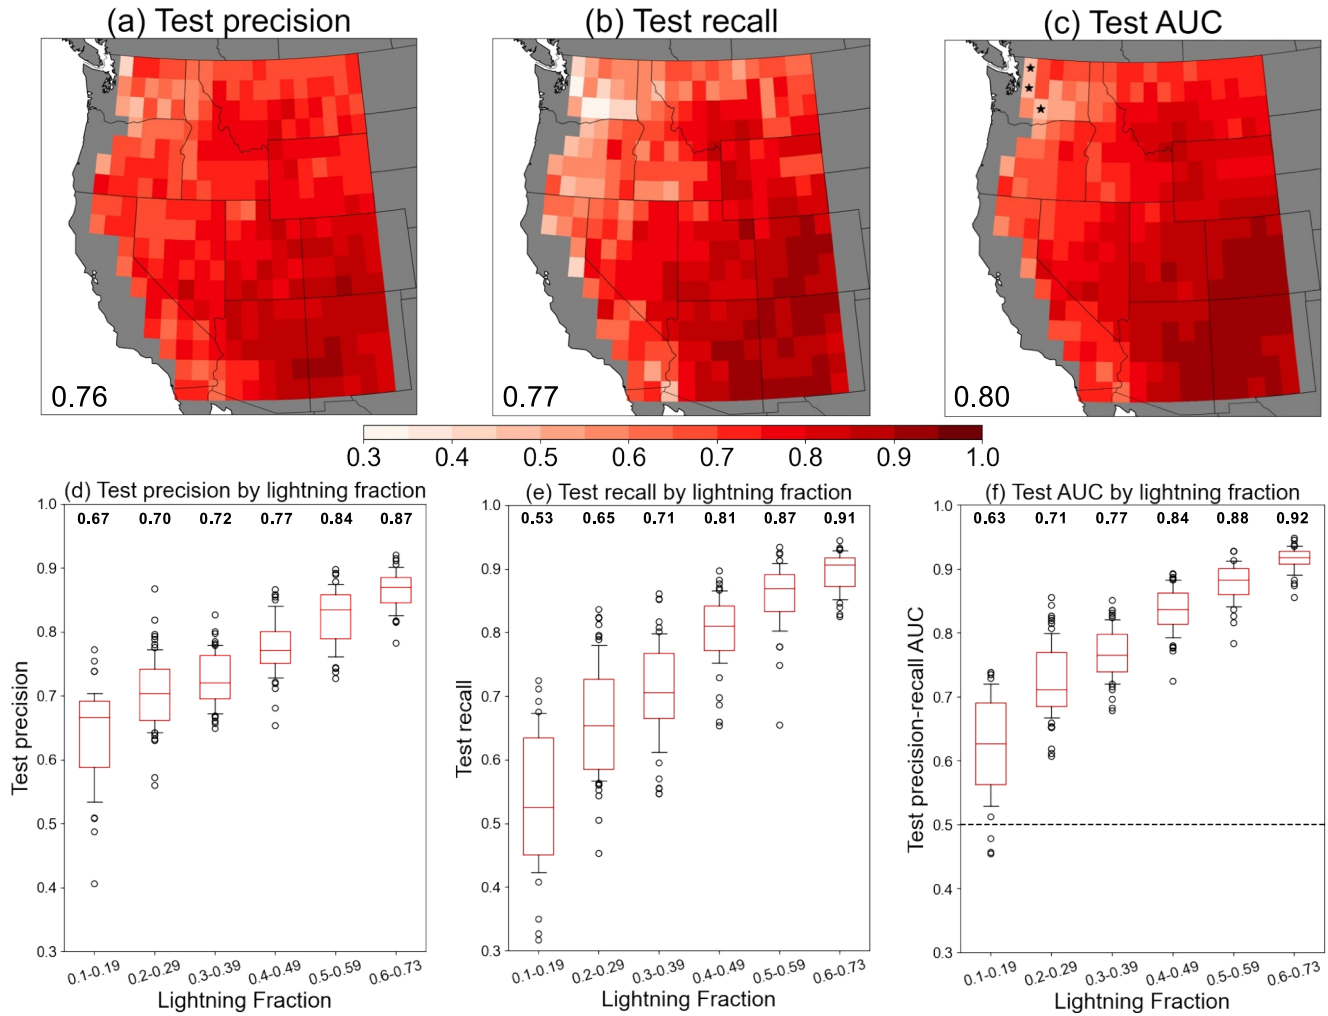 (a) Test precision
(b) Test recall
(c) Test AUC
0.76
0.77
0.80
0.3 0.4 0.5 0.6 0.7 0.8 0.9 1.0
(d) Test precision by lightning fraction
0.67 0.70 0.72 0.77 0.84 0.87
1.0
0.9
0.8
0.7
0.6
0.5
0.4
0.3
Test precision
0.1-0.19 0.2-0.29 0.3-0.39 0.4-0.49 0.5-0.59 0.6-0.73
Lightning Fraction
(e) Test recall by lightning fraction
0.53 0.65 0.71 0.81 0.87 0.91
1.0
0.9
0.8
0.7
0.6
0.5
0.4
0.3
Test recall
0.1-0.19 0.2-0.29 0.3-0.39 0.4-0.49 0.5-0.59 0.6-0.73
Lightning Fraction
(f) Test AUC by lightning fraction
0.63 0.71 0.77 0.84 0.88 0.92
1.0
0.9
0.8
0.7
0.6
0.5
0.4
0.3
Test precision-recall AUC
0.1-0.19 0.2-0.29 0.3-0.39 0.4-0.49 0.5-0.59 0.6-0.73
Lightning Fraction